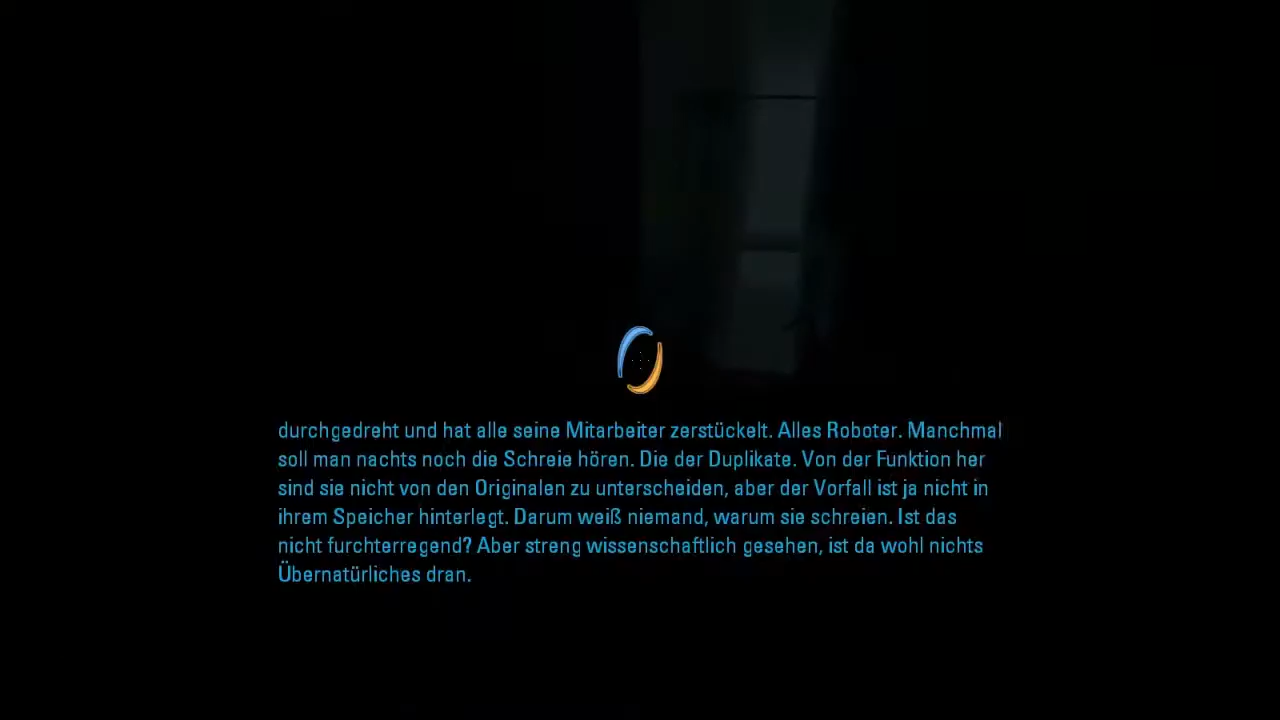 durchgedreht und hat alle seine Mitarbeiter zerstückelt. Alles Roboter. Manchmal
soll man nachts noch die Schreie hören. Die der Duplikate. Von der Funktion her
sind sie nicht von den Originalen zu unterscheiden, aber der Vorfall ist ja nicht in
ihrem Speicher hinterlegt. Darum weiß niemand, warum sie schreien. Ist das
nicht furchterregend? Aber streng wissenschaftlich gesehen, ist da wohl nichts
Übernatürliches dran.